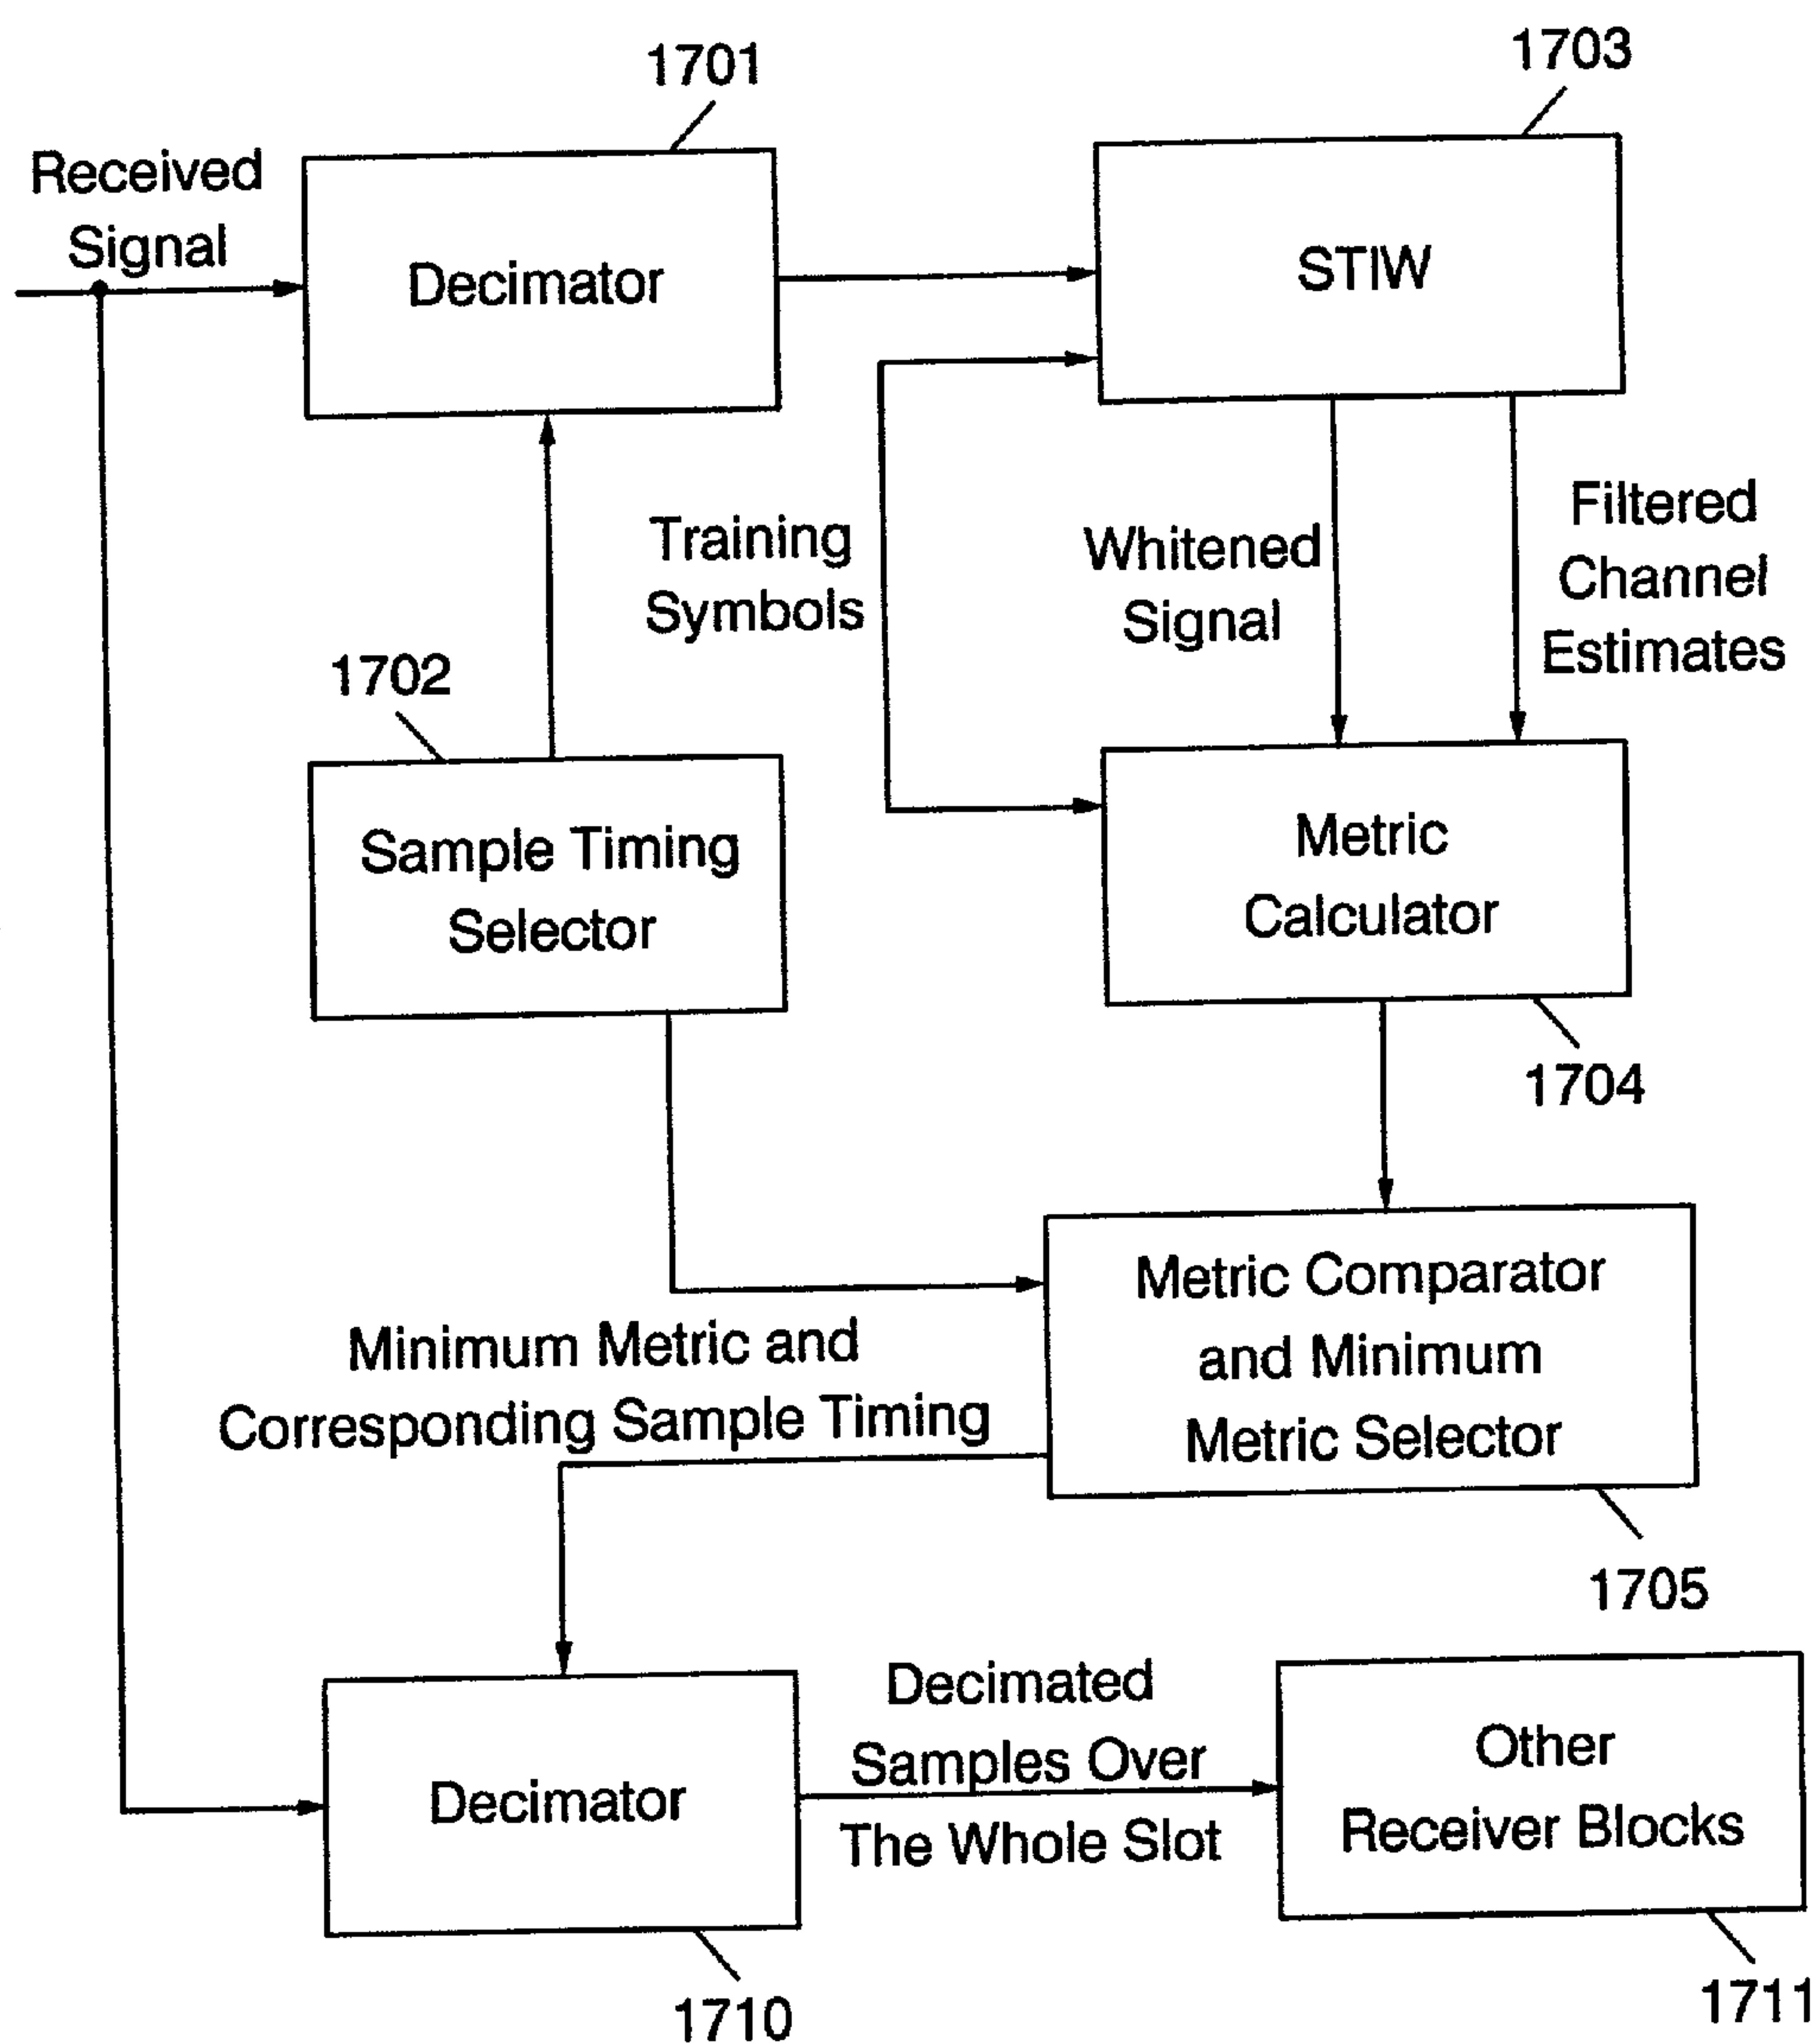 1701
1703
Received
Signal
Decimator
STIW
Training
Symbols
Whitened
Signal
Filtered
Channel
Estimates
1702
Sample Timing
Selector
Metric
Calculator
1704
Metric Comparator
and Minimum
Metric Selector
Minimum Metric and
Corresponding Sample Timing
1705
Decimator
Decimated
Samples Over
The Whole Slot
Other
Receiver Blocks
1710
1711